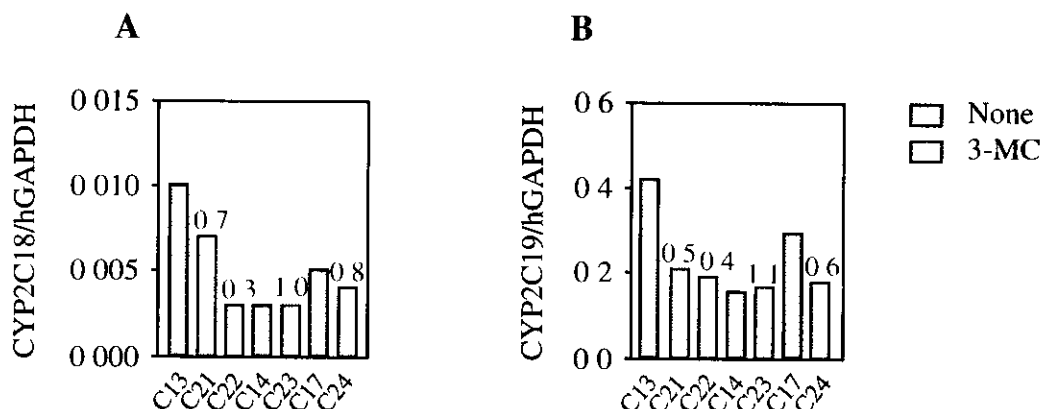 A
CYP2C18/hGAPDH
0 015
0 010
0 005
0 000
0 7
0 3
1 0
0 8
C13
C21
C22
C14
C23
C17
C24
B
CYP2C19/hGAPDH
0 6
0 4
0 2
0 0
0 5
0 4
1 1
0 6
C13
C21
C22
C14
C23
C17
C24
None
3-MC